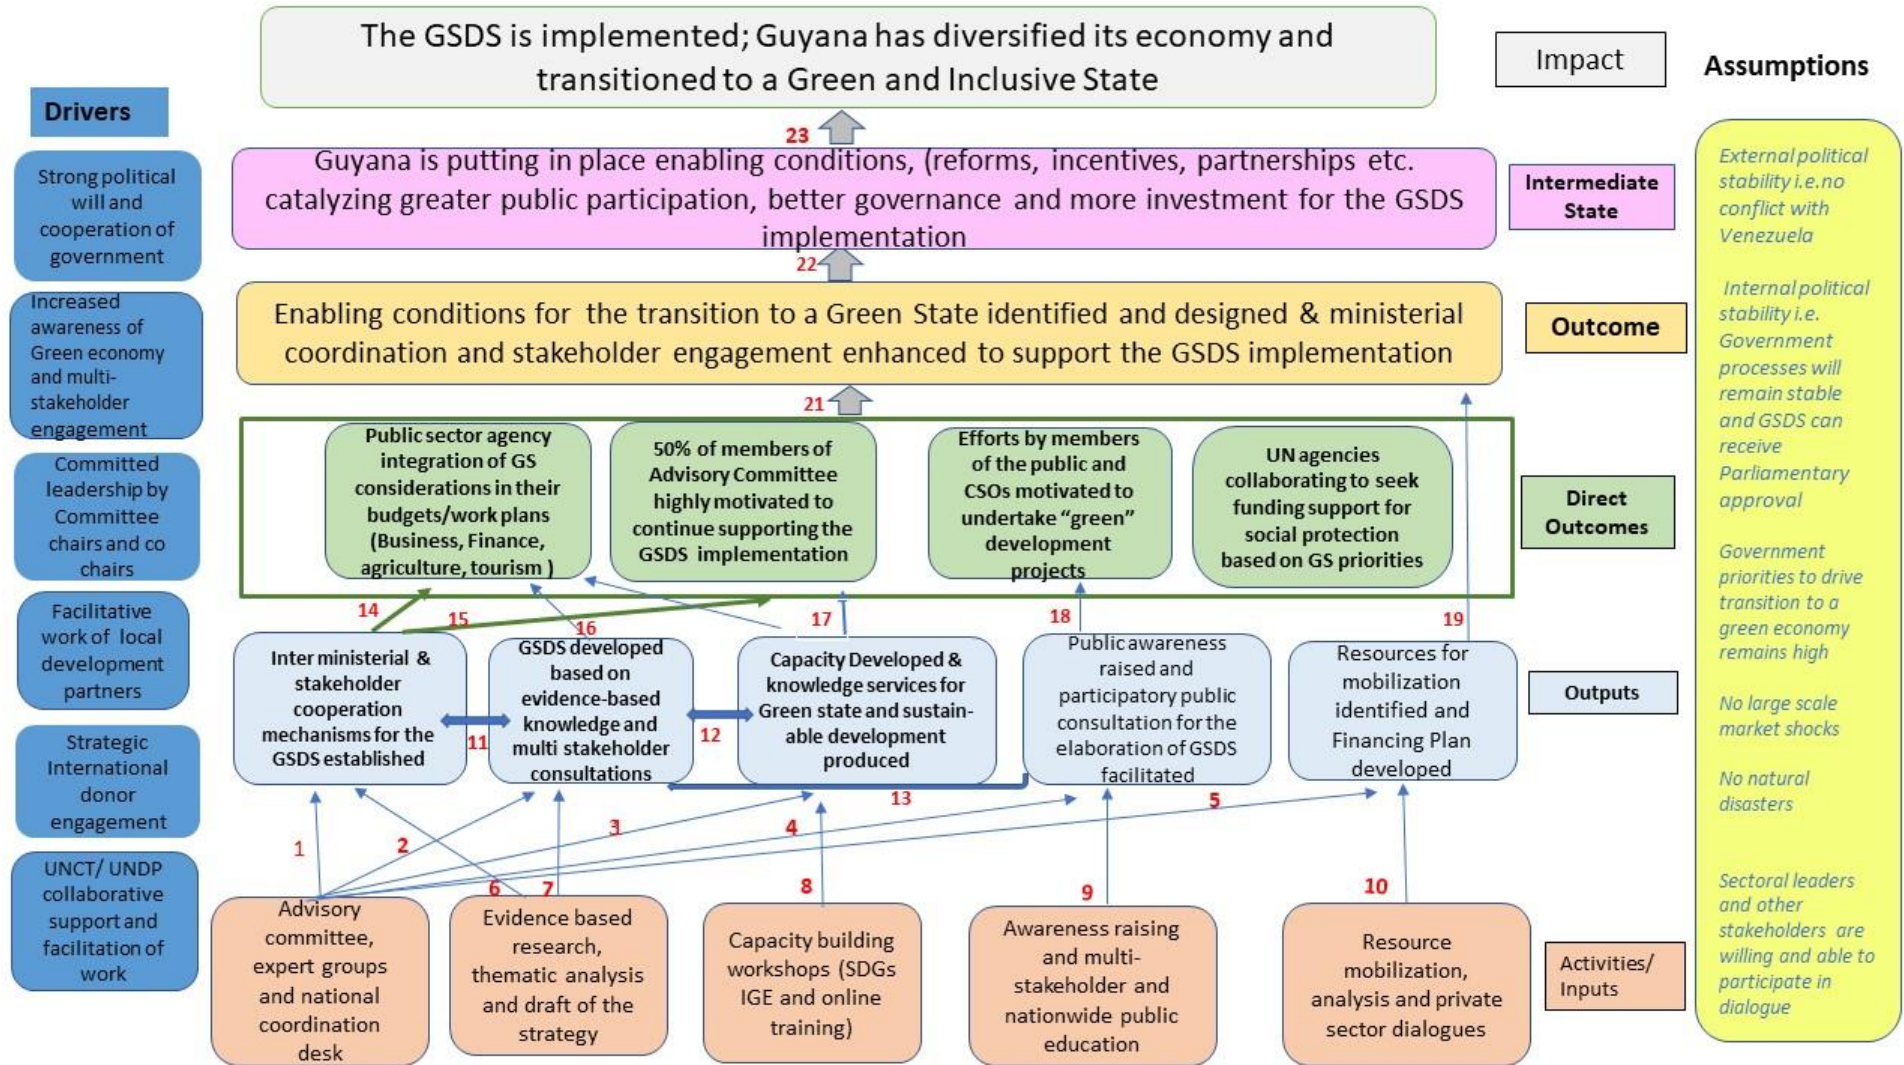 The GSDS is implemented; Guyana has diversified its economy and
transitioned to a Green and Inclusive State
Impact
Assumptions
Drivers
23
Guyana is putting in place enabling conditions, (reforms, incentives, partnerships etc.
catalyzing greater public participation, better governance and more investment for the GSDS
implementation
Intermediate
State
22
Enabling conditions for the transition to a Green State identified and designed & ministerial
coordination and stakeholder engagement enhanced to support the GSDS implementation
Outcome
21
Public sector agency
integration of GS
considerations in their
budgets/work plans
(Business, Finance,
agriculture, tourism )
50% of members of
Advisory Committee
highly motivated to
continue supporting the
GSDS implementation
Efforts by members
of the public and
CSOs motivated to
undertake “green”
development
projects
UN agencies
collaborating to seek
funding support for
social protection
based on GS priorities
Direct
Outcomes
14
15
16
17
18
19
Inter ministerial &
stakeholder
cooperation
mechanisms for the
GSDS established
GSDS developed
based on
evidence-based
knowledge and
multi stakeholder
consultations
Capacity Developed &
knowledge services for
Green state and sustain-
able development
produced
Public awareness
raised and
participatory public
consultation for the
elaboration of GSDS
facilitated
Resources for
mobilization
identified and
Financing Plan
developed
Outputs
11
12
13
1
2
3
4
5
6
7
8
9
10
Advisory
committee,
expert groups
and national
coordination
desk
Evidence based
research,
thematic analysis
and draft of the
strategy
Capacity building
workshops (SDGs
IGE and online
training)
Awareness raising
and multi-
stakeholder and
nationwide public
education
Resource
mobilization,
analysis and private
sector dialogues
Activities/
Inputs
Strong political
will and
cooperation of
government
Increased
awareness of
Green economy
and multi-
stakeholder
engagement
Committed
leadership by
Committee
chairs and co
chairs
Facilitative
work of local
development
partners
Strategic
International
donor
engagement
UNCT/ UNDP
collaborative
support and
facilitation of
work
External political
stability i.e.no
conflict with
Venezuela
Internal political
stability i.e.
Government
processes will
remain stable
and GSDS can
receive
Parliamentary
approval
Government
priorities to drive
transition to a
green economy
remains high
No large scale
market shocks
No natural
disasters
Sectoral leaders
and other
stakeholders are
willing and able to
participate in
dialogue